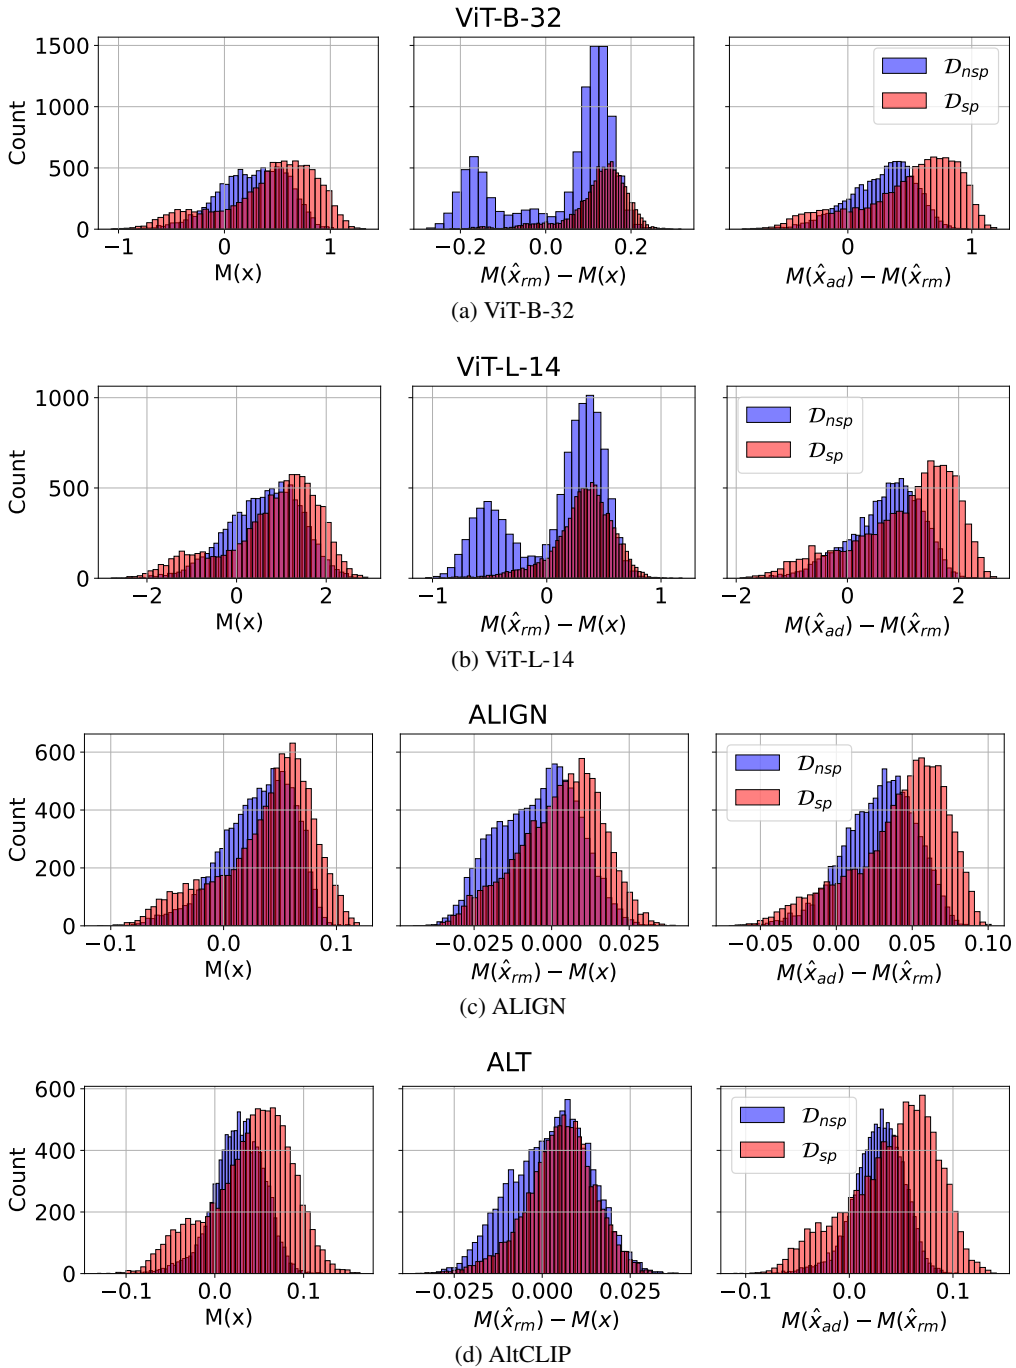 ViT-B-32
1500
1000
500
0
Count
−1 0 1
M(x)
−0.2 0.0 0.2
M(x̂_rm) − M(x)
D_nsp
D_sp
0 1
M(x̂_ad) − M(x̂_rm)
(a) ViT-B-32
ViT-L-14
1000
500
0
Count
−2 0 2
M(x)
−1 0 1
M(x̂_rm) − M(x)
D_nsp
D_sp
−2 0 2
M(x̂_ad) − M(x̂_rm)
(b) ViT-L-14
ALIGN
600
400
200
0
Count
−0.1 0.0 0.1
M(x)
−0.025 0.000 0.025
M(x̂_rm) − M(x)
D_nsp
D_sp
−0.05 0.00 0.05 0.10
M(x̂_ad) − M(x̂_rm)
(c) ALIGN
ALT
600
400
200
0
Count
−0.1 0.0 0.1
M(x)
−0.025 0.000 0.025
M(x̂_rm) − M(x)
D_nsp
D_sp
−0.1 0.0 0.1
M(x̂_ad) − M(x̂_rm)
(d) AltCLIP